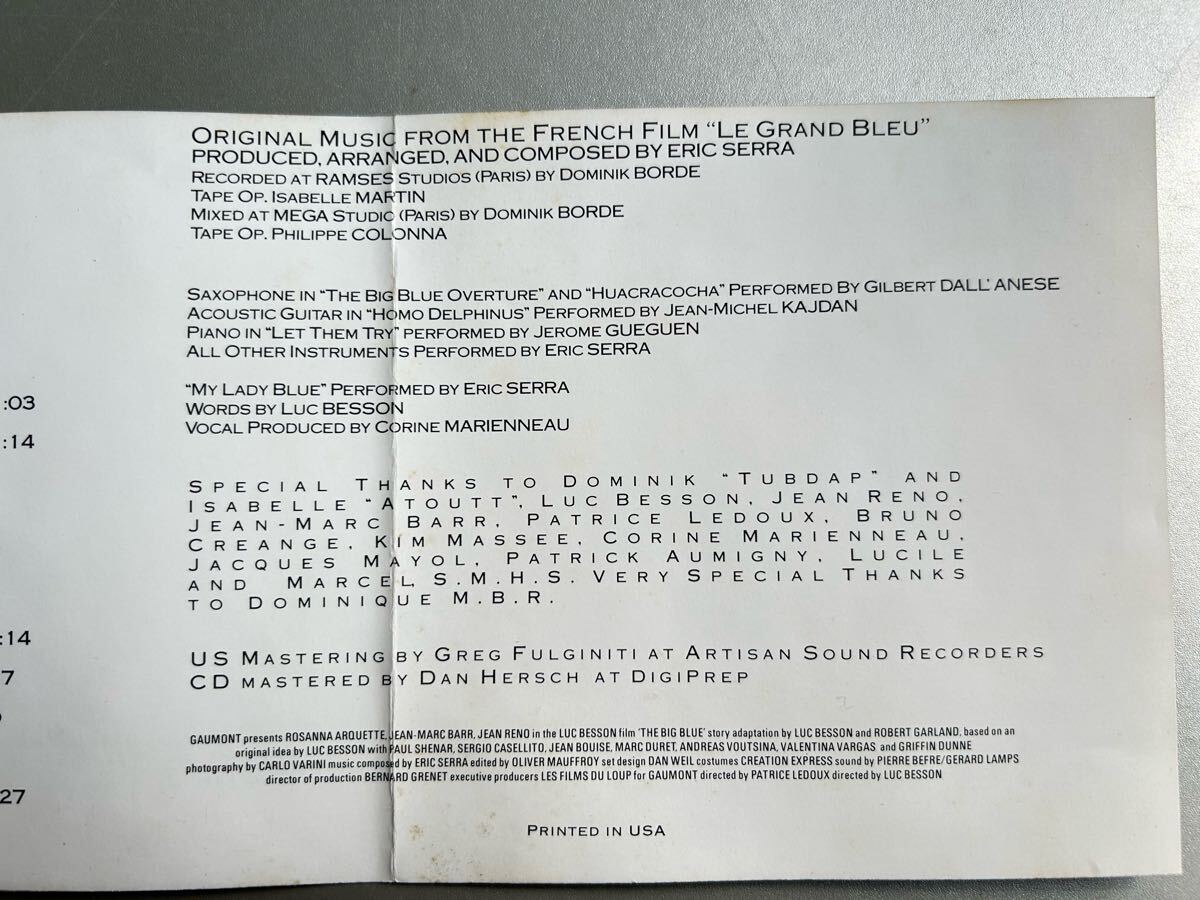 ORIGINAL MUSIC FROM THE FRENCH FILM "LE GRAND BLEU"
PRODUCED, ARRANGED, AND COMPOSED BY ERIC SERRA
RECORDED AT RAMSES STUDIOS (PARIS) BY DOMINIK BORDE
TAPE OP. ISABELLE MARTIN
MIXED AT MEGA STUDIO (PARIS) BY DOMINIK BORDE
TAPE OP. PHILIPPE COLONNA
SAXOPHONE IN "THE BIG BLUE OVERTURE" AND "HUACRACOCHA" PERFORMED BY GILBERT DALL' ANESE
ACOUSTIC GUITAR IN "HOMO DELPHINUS" PERFORMED BY JEAN-MICHEL KAJDAN
PIANO IN "LET THEM TRY" PERFORMED BY JEROME GUEGUEN
ALL OTHER INSTRUMENTS PERFORMED BY ERIC SERRA
"MY LADY BLUE" PERFORMED BY ERIC SERRA
WORDS BY LUC BESSON
VOCAL PRODUCED BY CORINE MARIENNEAU
:03
:14
:14
7
27
SPECIAL THANKS TO DOMINIK "TUBDAP" AND
ISABELLE "ATOUTT", LUC BESSON, JEAN RENO,
JEAN-MARC BARR, PATRICE LEDOUX, BRUNO
CREANGE, KIM MASSEE, CORINE MARIENNEAU,
JACQUES MAYOL, PATRICK AUMIGNY, LUCILE
AND MARCEL, S.M.H.S. VERY SPECIAL THANKS
TO DOMINIQUE M.B.R.
US MASTERING BY GREG FULGINITI AT ARTISAN SOUND RECORDERS
CD MASTERED BY DAN HERSCH AT DIGIPREP
GAUMONT presents ROSANNA ARQUETTE, JEAN-MARC BARR, JEAN RENO in the LUC BESSON film 'THE BIG BLUE' story adaptation by LUC BESSON and ROBERT GARLAND, based on an
original idea by LUC BESSON with PAUL SHENAR, SERGIO CASELLITO, JEAN BOUISE, MARC DURET, ANDREAS VOUTSINA, VALENTINA VARGAS and GRIFFIN DUNNE
photography by CARLO VARINI music composed by ERIC SERRA edited by OLIVER MAUFFROY set design DAN WEIL costumes CREATION EXPRESS sound by PIERRE BEFRE/GERARD LAMPS
director of production BERNARD GRENET executive producers LES FILMS DU LOUP for GAUMONT directed by PATRICE LEDOUX directed by LUC BESSON
PRINTED IN USA